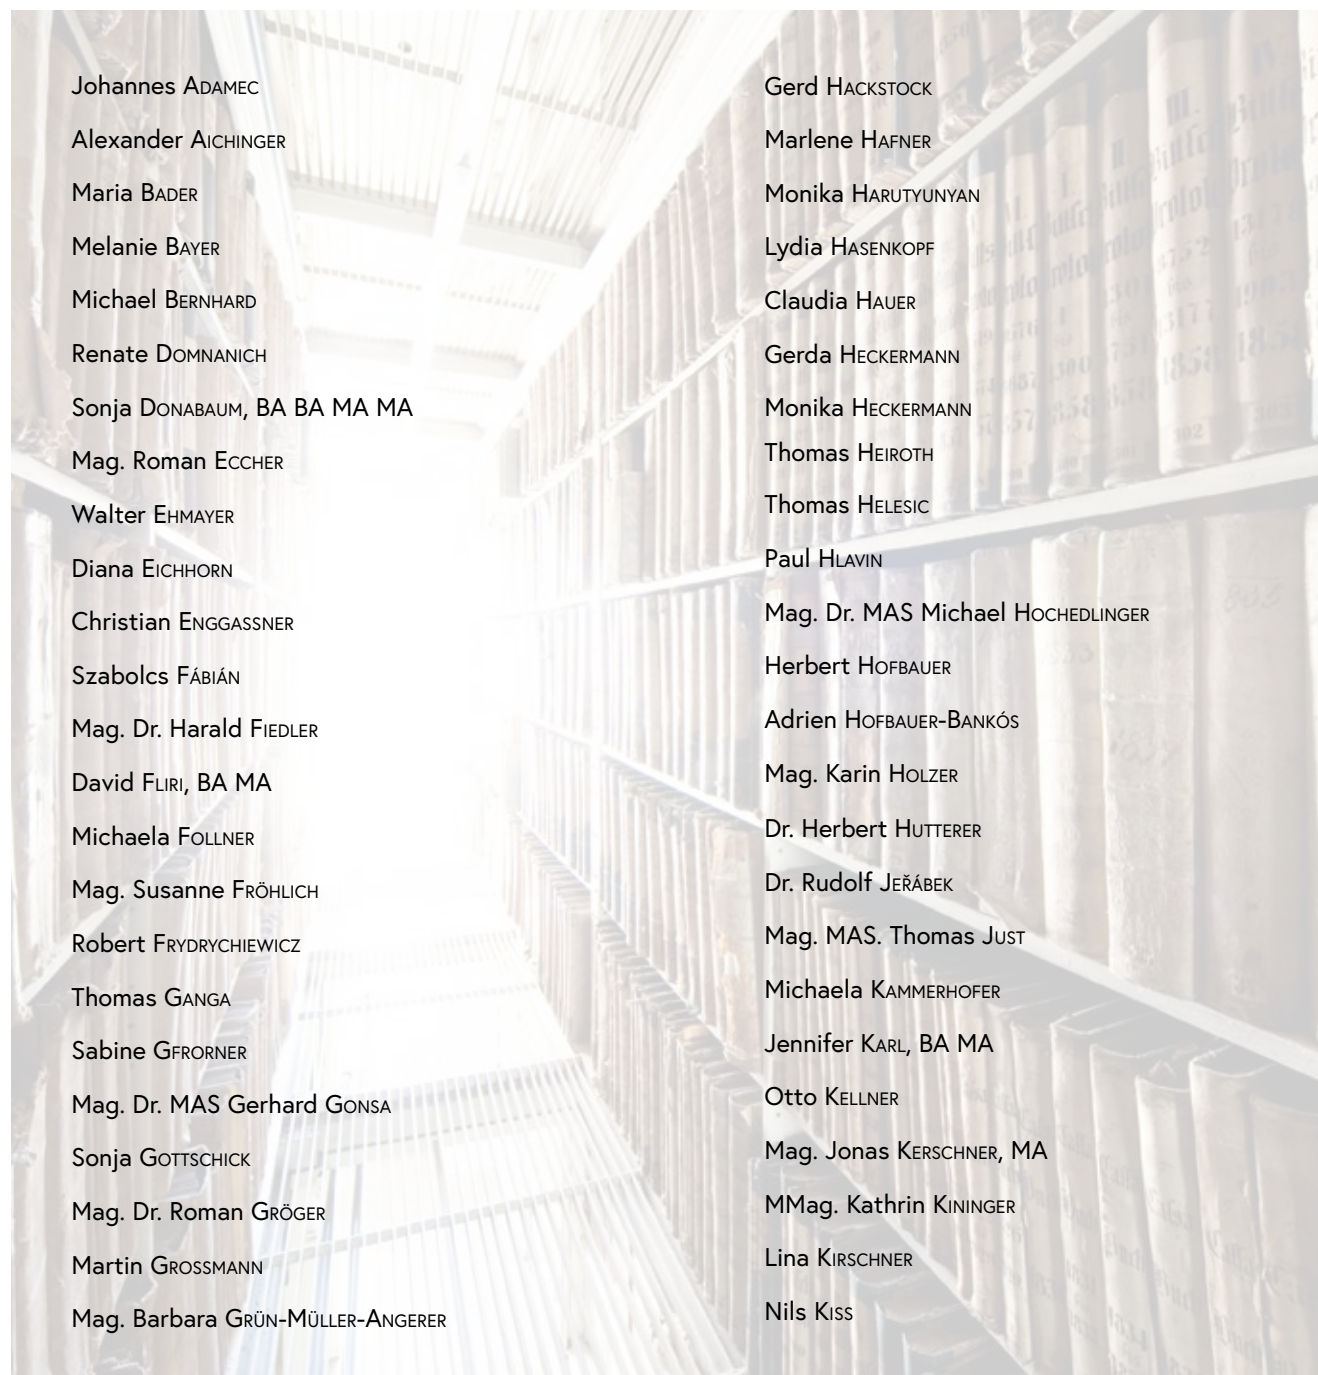 Johannes Adamec
Alexander Aichinger
Maria Bader
Melanie Bayer
Michael Bernhard
Renate Domnanich
Sonja Donabaum, BA BA MA MA
Mag. Roman Eccher
Walter Ehmayer
Diana Eichhorn
Christian Enggassner
Szabolcs Fábián
Mag. Dr. Harald Fiedler
David Fliri, BA MA
Michaela Follner
Mag. Susanne Fröhlich
Robert Frydrychiewicz
Thomas Ganga
Sabine Gfrorner
Mag. Dr. MAS Gerhard Gonsa
Sonja Gottschick
Mag. Dr. Roman Gröger
Martin Grossmann
Mag. Barbara Grün-Müller-Angerer
Gerd Hackstock
Marlene Hafner
Monika Harutyunyan
Lydia Hasenkopf
Claudia Hauer
Gerda Heckermann
Monika Heckermann
Thomas Heiroth
Thomas Helesic
Paul Hlavin
Mag. Dr. MAS Michael Hochedlinger
Herbert Hofbauer
Adrien Hofbauer-Bankós
Mag. Karin Holzer
Dr. Herbert Hutterer
Dr. Rudolf Jeřábek
Mag. MAS. Thomas Just
Michaela Kammerhofer
Jennifer Karl, BA MA
Otto Kellner
Mag. Jonas Kerschner, MA
MMag. Kathrin Kininger
Lina Kirschner
Nils Kiss